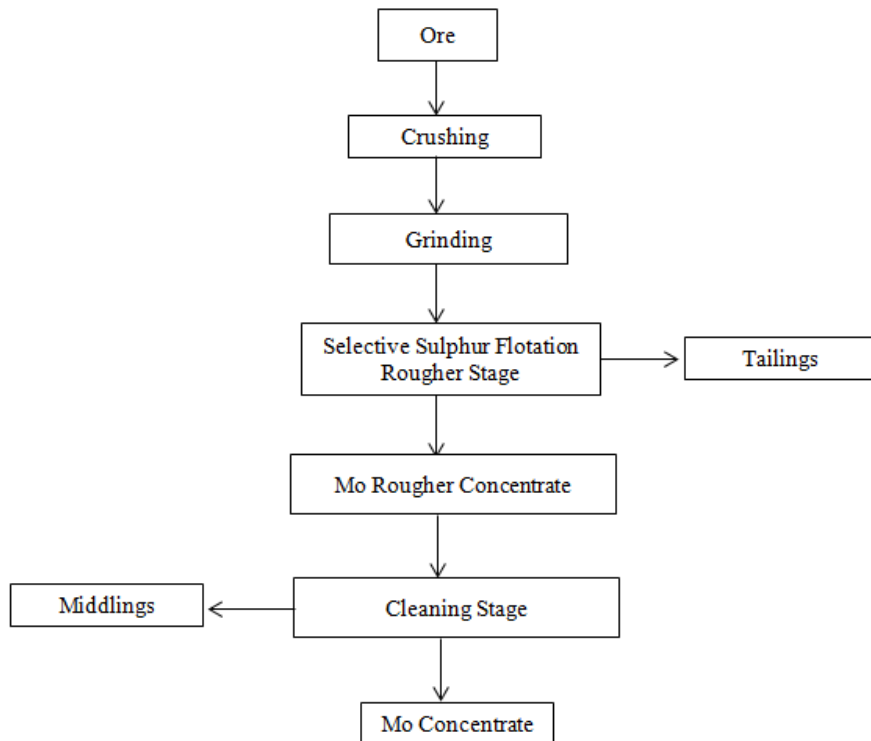 Ore
Crushing
Grinding
Selective Sulphur Flotation
Rougher Stage
Tailings
Mo Rougher Concentrate
Middlings
Cleaning Stage
Mo Concentrate